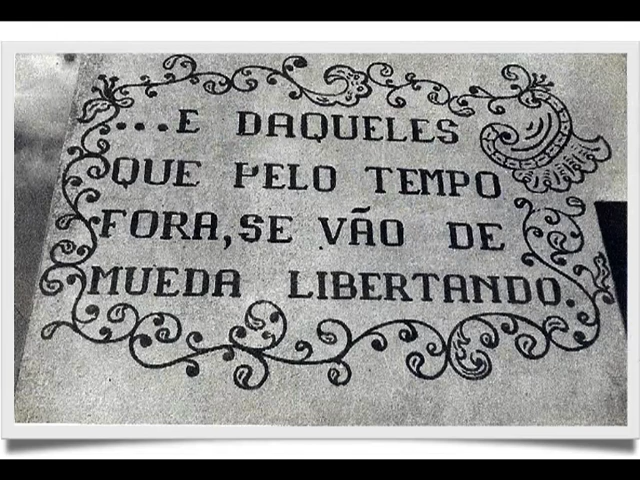 ...E DAQUELES
QUE PELO TEMPO
FORA, SE VÃO DE
MUEDA LIBERTANDO.